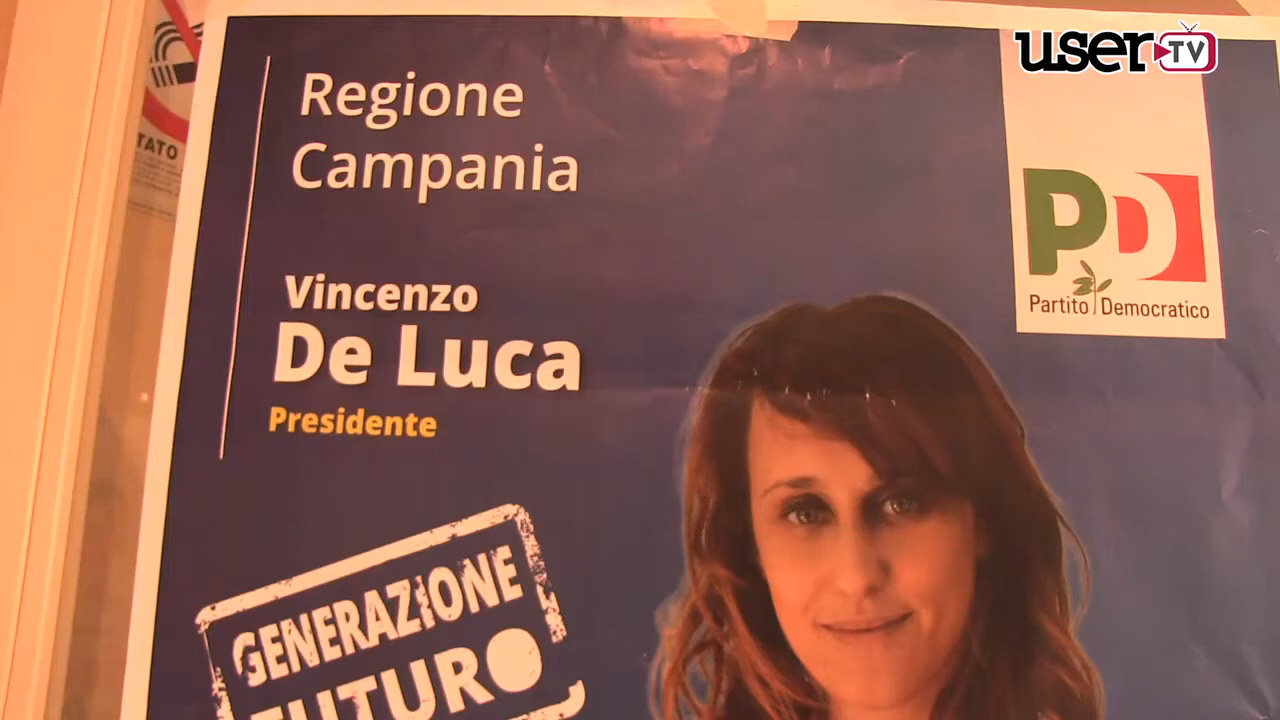 user TV
TATO
Regione
Campania
PD
Partito Democratico
Vincenzo
De Luca
Presidente
GENERAZIONE
FUTURO